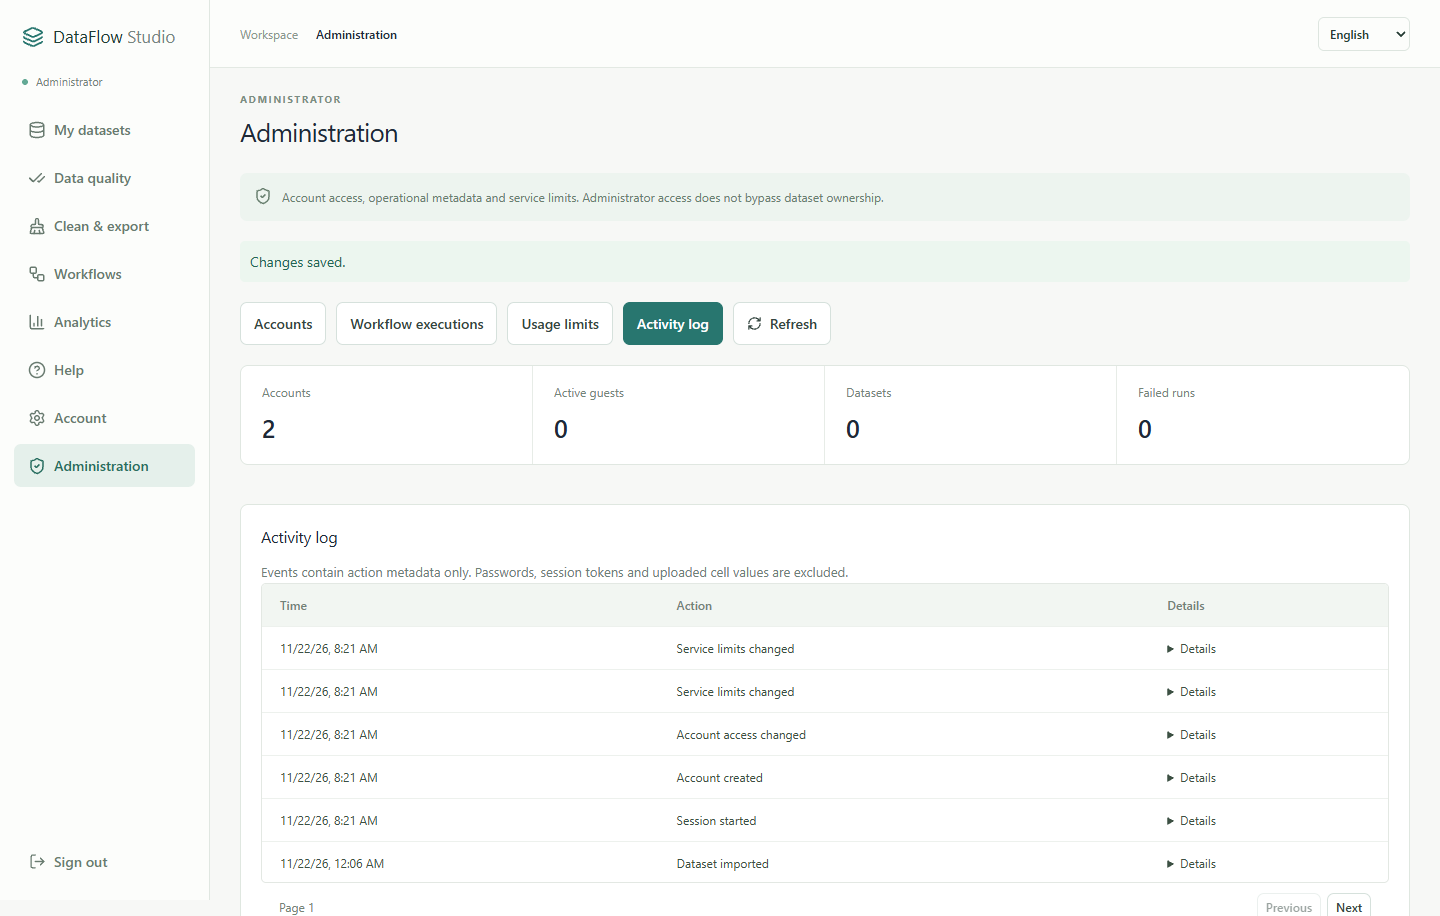 DataFlow Studio
Administrator
My datasets
Data quality
Clean & export
Workflows
Analytics
Help
Account
Administration
Sign out
Workspace Administration
English
ADMINISTRATOR
Administration
Account access, operational metadata and service limits. Administrator access does not bypass dataset ownership.
Changes saved.
Accounts Workflow executions Usage limits Activity log Refresh
Accounts Active guests Datasets Failed runs
2 0 0 0
Activity log
Events contain action metadata only. Passwords, session tokens and uploaded cell values are excluded.
Time Action Details
11/22/26, 8:21 AM Service limits changed Details
11/22/26, 8:21 AM Service limits changed Details
11/22/26, 8:21 AM Account access changed Details
11/22/26, 8:21 AM Account created Details
11/22/26, 8:21 AM Session started Details
11/22/26, 12:06 AM Dataset imported Details
Page 1 Previous Next